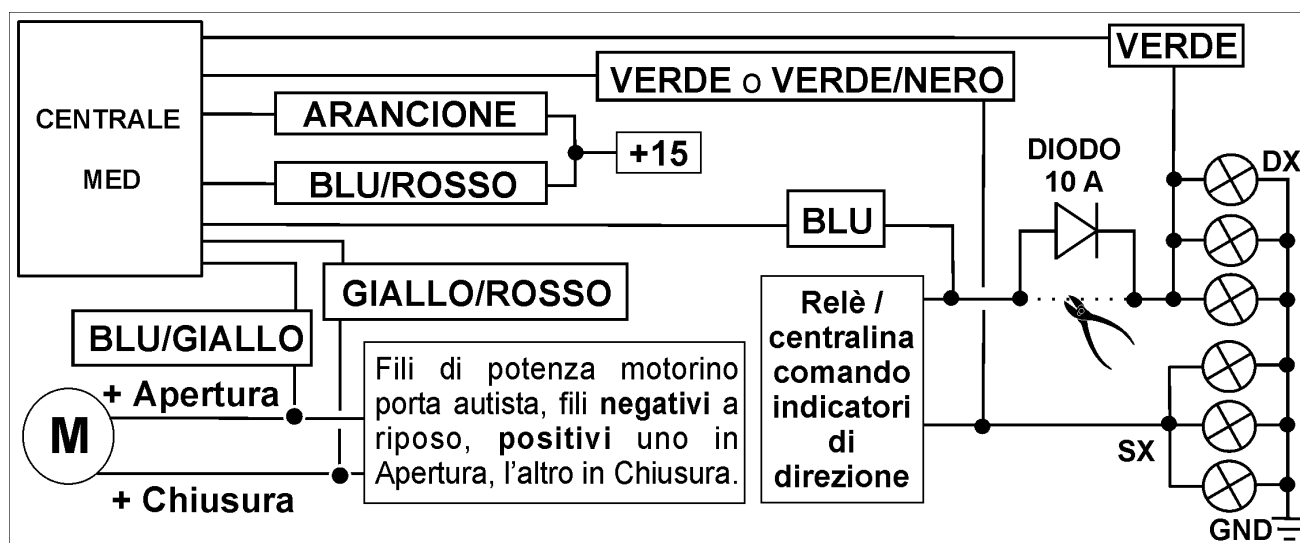 CENTRALE
MED
VERDE
VERDE o VERDE/NERO
ARANCIONE
+15
BLU/ROSSO
BLU
DIODO
10 A
DX
GIALLO/ROSSO
BLU/GIALLO
+ Apertura
M
+ Chiusura
Fili di potenza motorino
porta autista, fili negativi a
riposo, positivi uno in
Apertura, l'altro in Chiusura.
Relè /
centralina
comando
indicatori
di
direzione
SX
GND